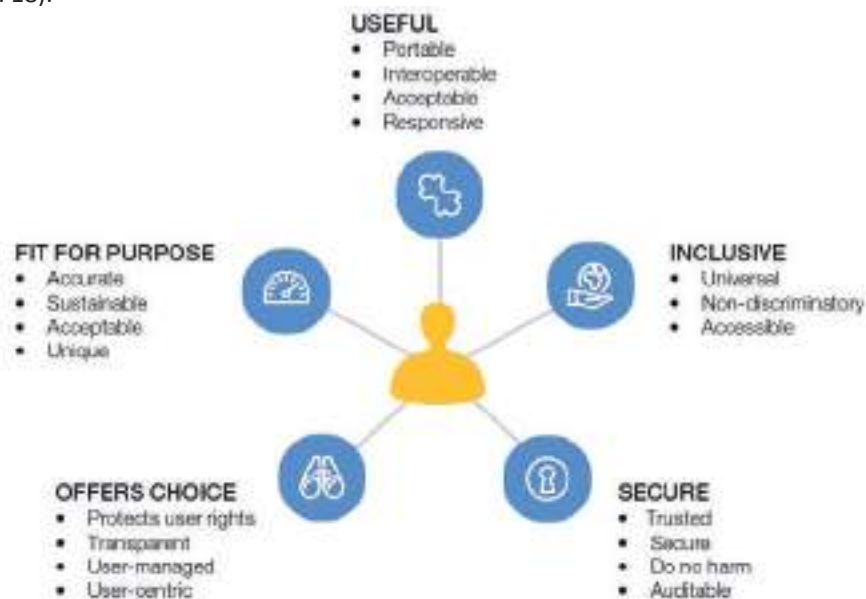 18).
USEFUL
• Portable
• Interoperable
• Acceptable
• Responsive
FIT FOR PURPOSE
• Accurate
• Sustainable
• Acceptable
• Unique
INCLUSIVE
• Universal
• Non-discriminatory
• Accessible
OFFERS CHOICE
• Protects user rights
• Transparent
• User-managed
• User-centric
SECURE
• Trusted
• Secure
• Do no harm
• Auditable